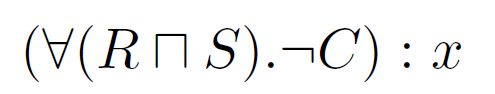 (∀(R ⊓ S).¬C) : x